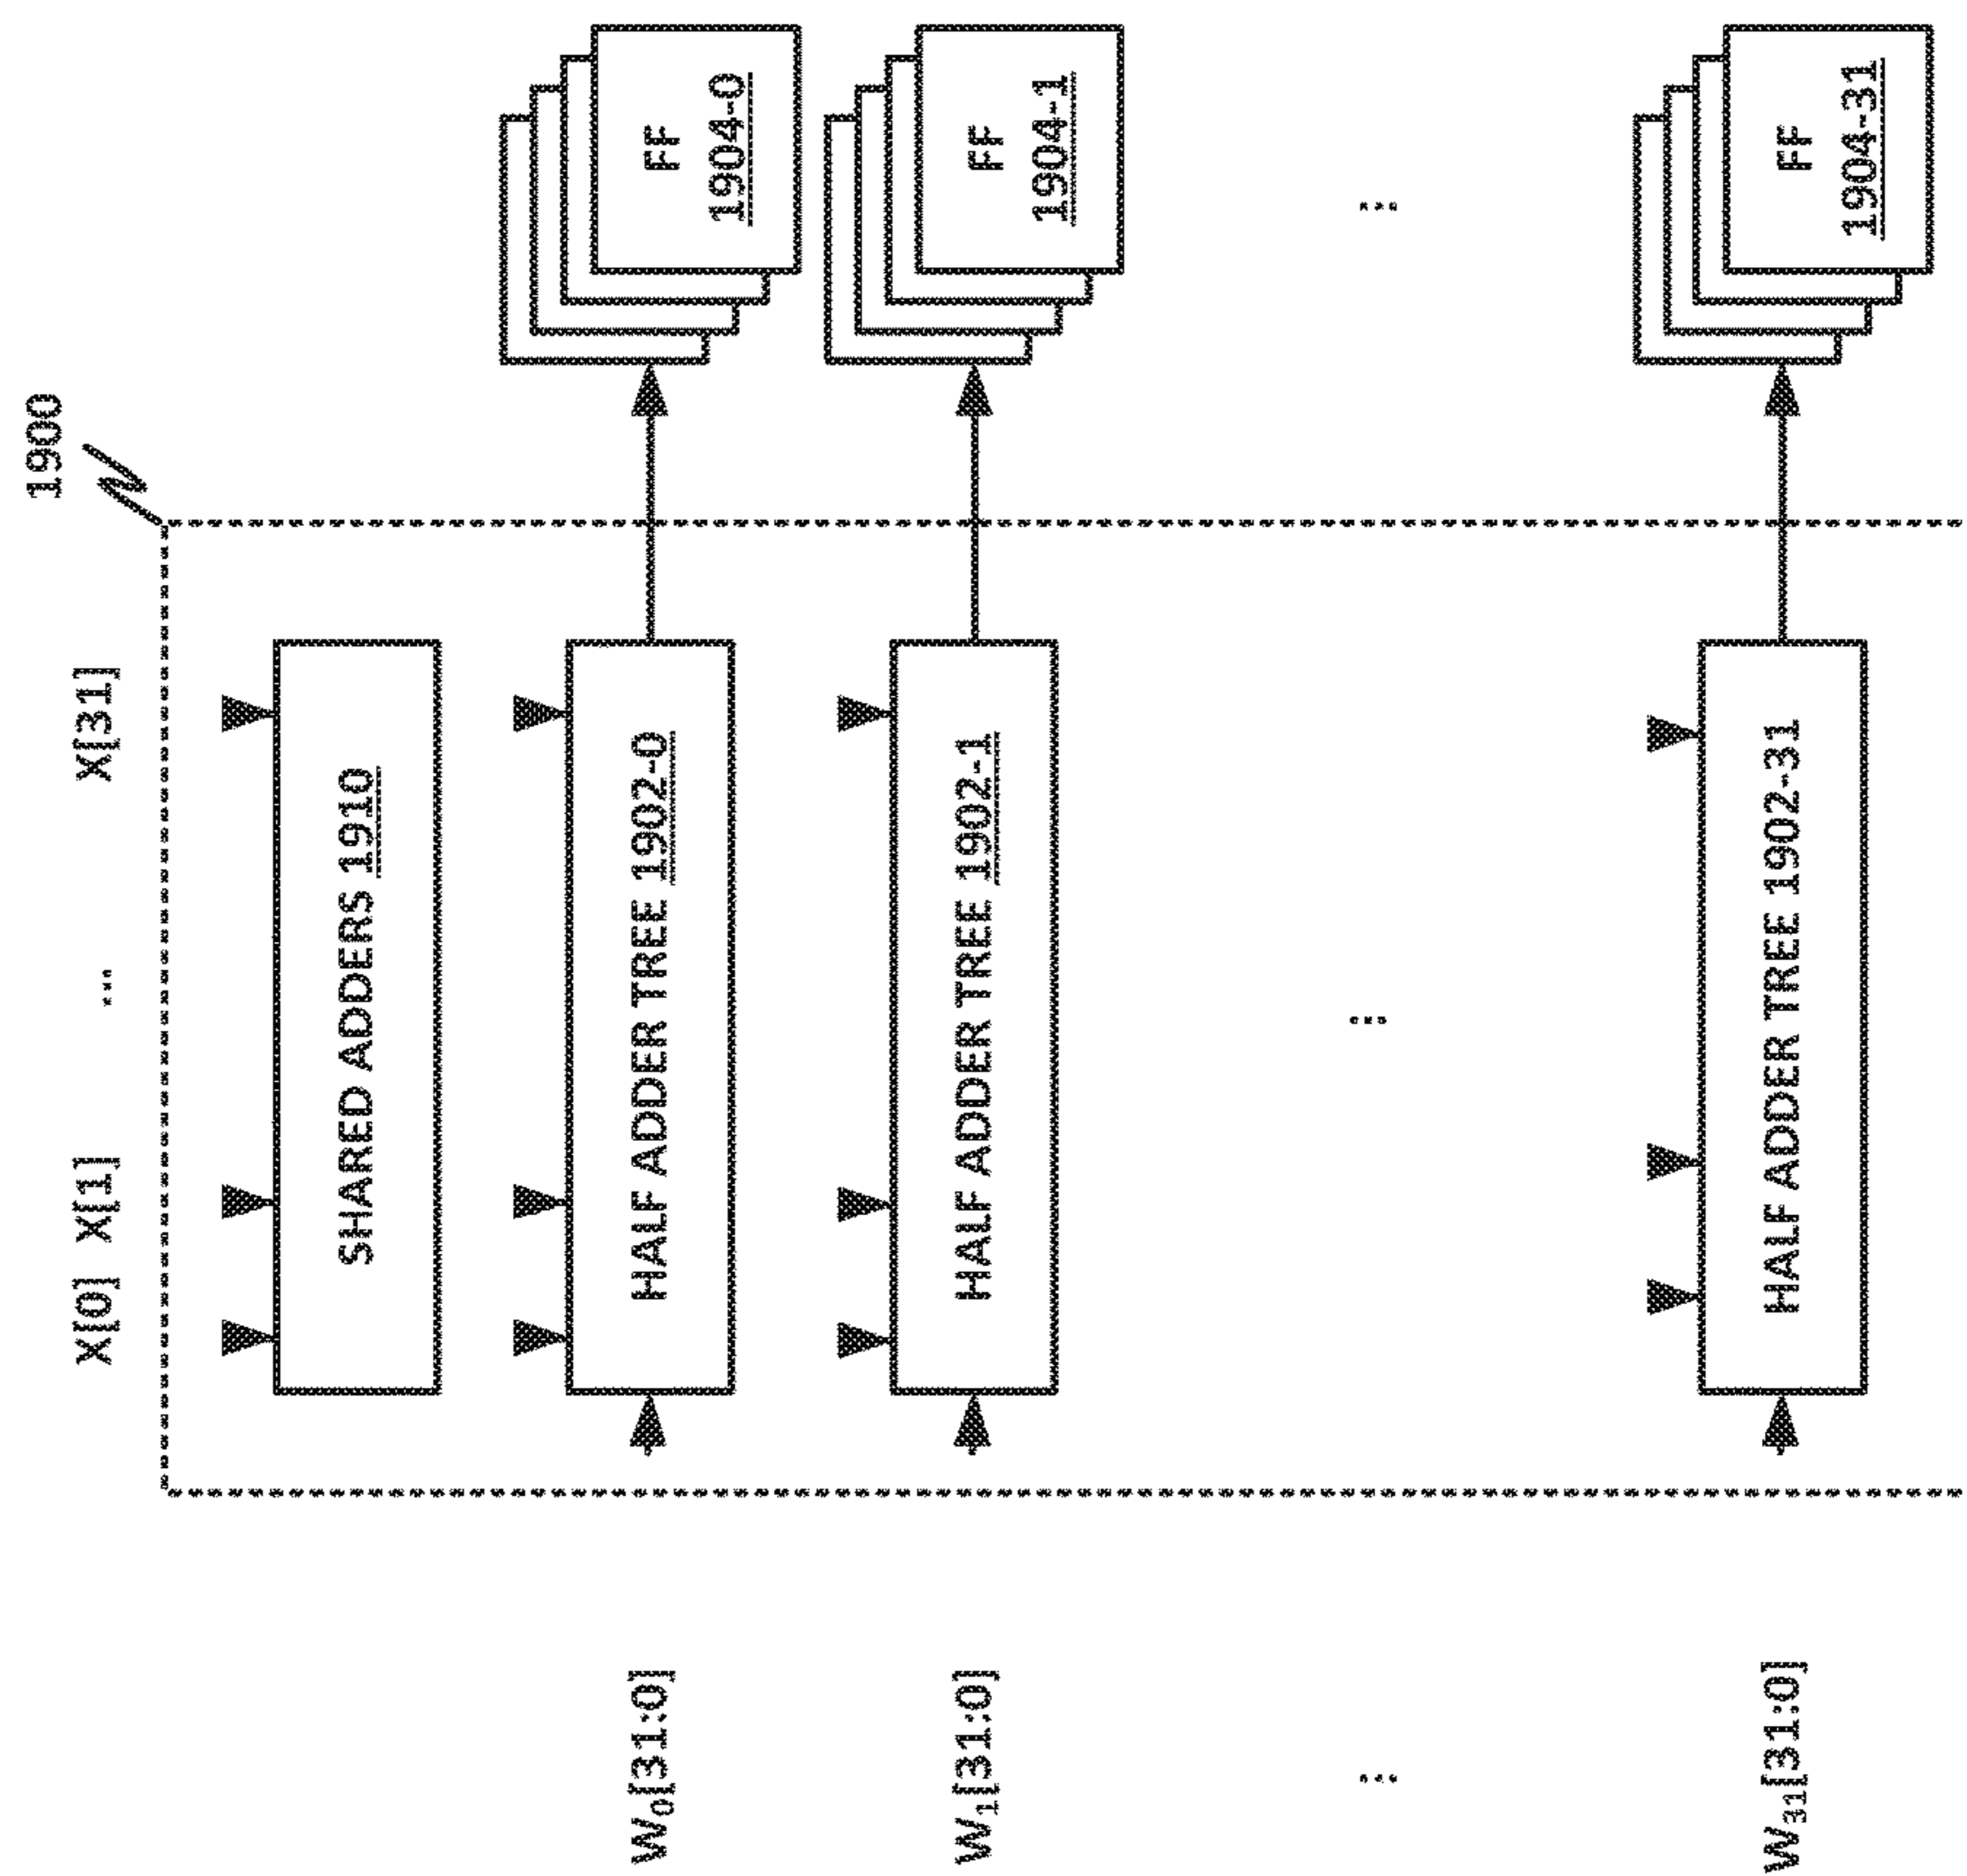 1900
X[0] X[1] ... X[31]
SHARED ADDERS 1910
W0[31:0]
HALF ADDER TREE 1902-0
FF
1904-0
W1[31:0]
HALF ADDER TREE 1902-1
FF
1904-1
... ... ...
W31[31:0]
HALF ADDER TREE 1902-31
FF
1904-31